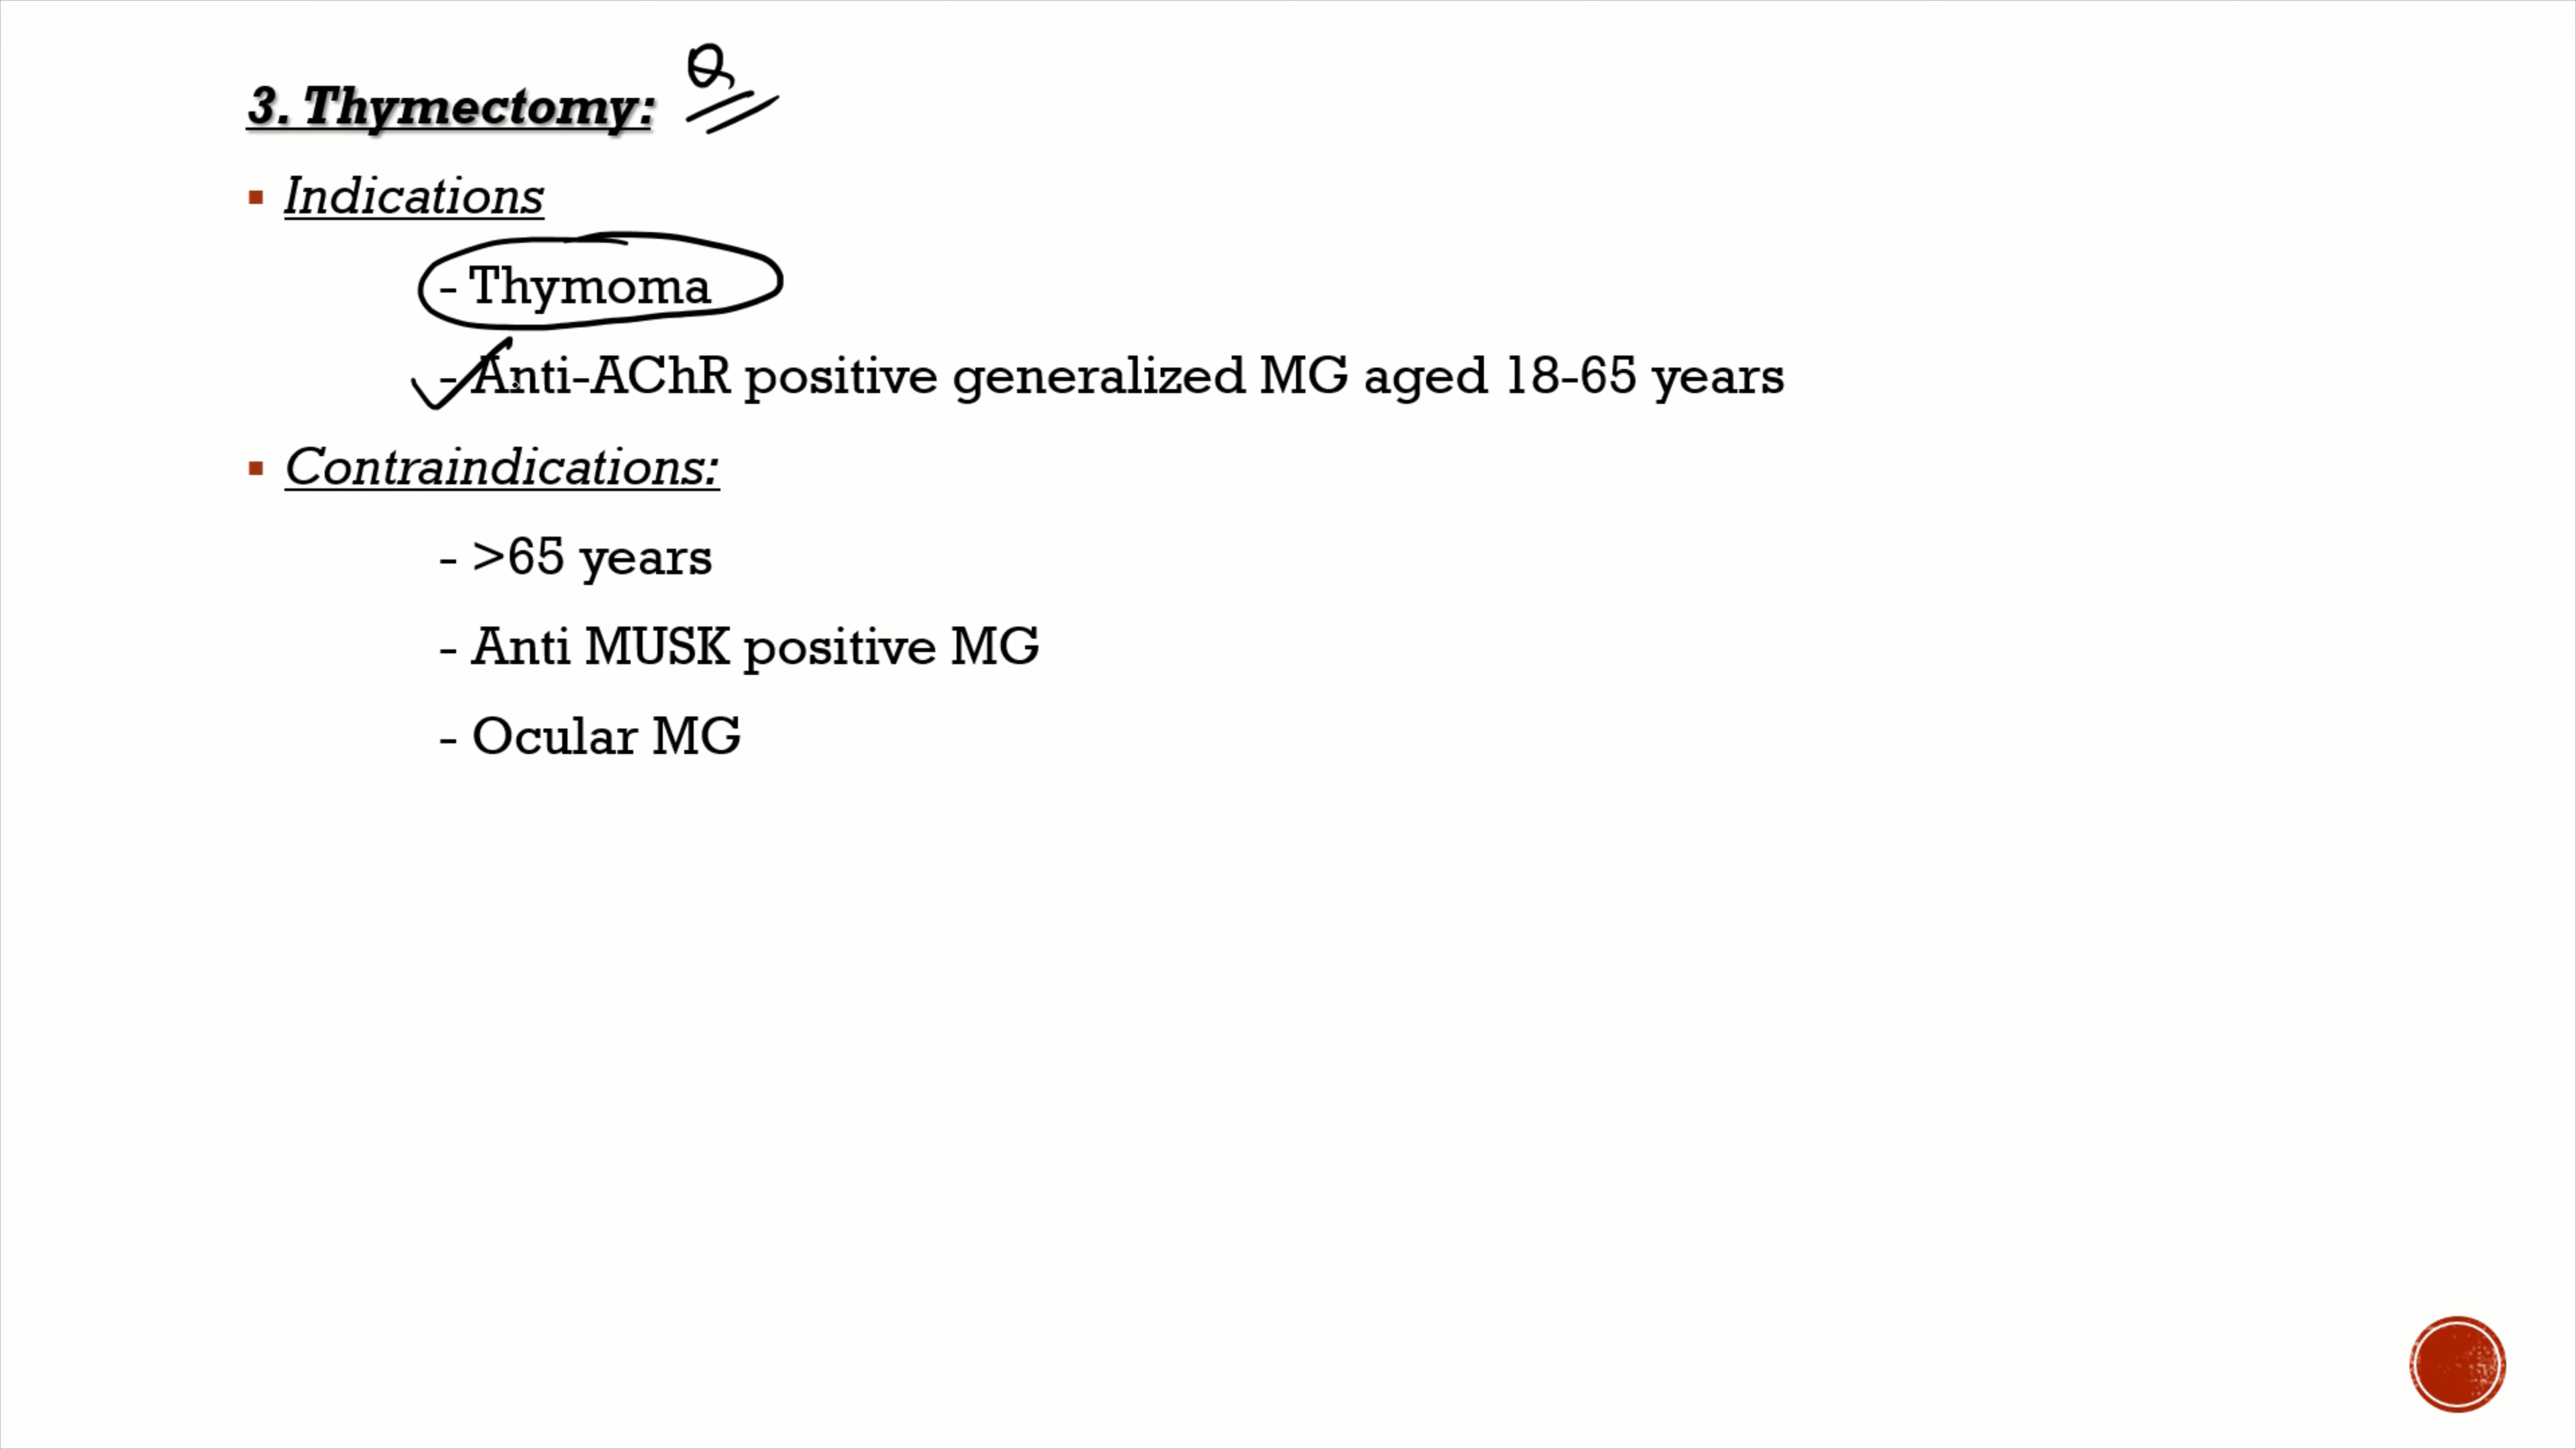 3. Thymectomy: Q
Indications
- Thymoma
- Anti-AChR positive generalized MG aged 18-65 years
Contraindications:
- >65 years
- Anti MUSK positive MG
- Ocular MG